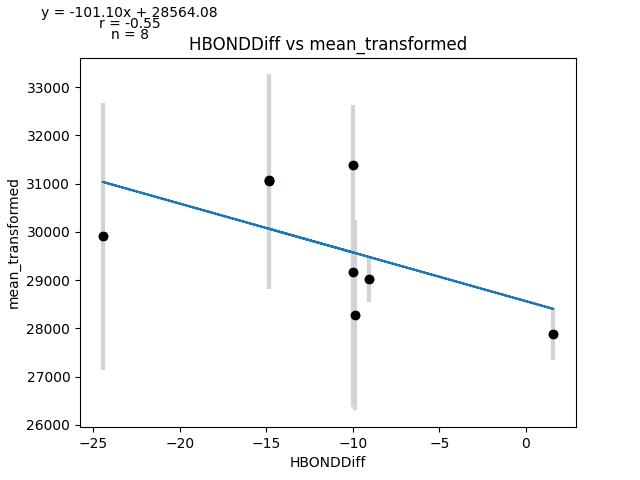 y = -101.10x + 28564.08
r = -0.55
n = 8
HBONDDiff vs mean_transformed
33000
32000
31000
30000
29000
28000
27000
26000
mean_transformed
−25
−20
−15
−10
−5
0
HBONDDiff